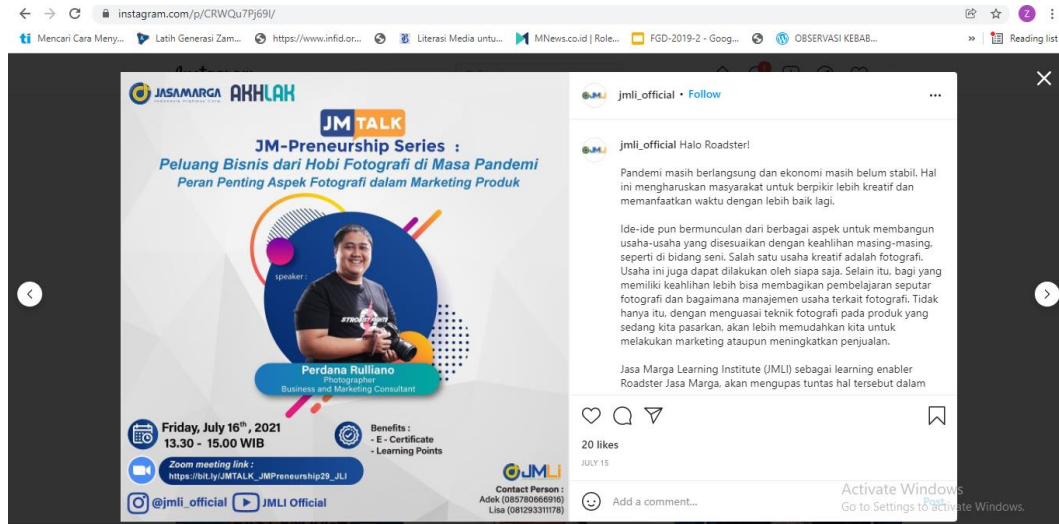 instagram.com/p/CRWQu7Pj69I/
Z
Mencari Cara Meny...
Latih Generasi Zam...
https://www.infid.or...
Literasi Media untu...
MNews.co.id | Role...
FGD-2019-2 - Goog...
OBSERVASI KEBAB...
»
Reading list
JASAMARGA
AKHLAK
JM TALK
JM-Preneurship Series :
Peluang Bisnis dari Hobi Fotografi di Masa Pandemi
Peran Penting Aspek Fotografi dalam Marketing Produk
speaker :
Perdana Rulliano
Photographer
Business and Marketing Consultant
Friday, July 16th, 2021
13.30 - 15.00 WIB
Benefits :
- E - Certificate
- Learning Points
Zoom meeting link :
https://bit.ly/JMTALK_JMPreneurship29_JLI
@jmli_official
JMLI Official
JMLI
Contact Person :
Adek (085780666916)
Lisa (081293311178)
jmli_official • Follow
jmli_official Halo Roadster!
Pandemi masih berlangsung dan ekonomi masih belum stabil. Hal
ini mengharuskan masyarakat untuk berpikir lebih kreatif dan
memanfaatkan waktu dengan lebih baik lagi.
Ide-ide pun bermunculan dari berbagai aspek untuk membangun
usaha-usaha yang disesuaikan dengan keahlihan masing-masing,
seperti di bidang seni. Salah satu usaha kreatif adalah fotografi.
Usaha ini juga dapat dilakukan oleh siapa saja. Selain itu, bagi yang
memiliki keahlihan lebih bisa membagikan pembelajaran seputar
fotografi dan bagaimana manajemen usaha terkait fotografi. Tidak
hanya itu, dengan menguasai teknik fotografi pada produk yang
sedang kita pasarkan, akan lebih memudahkan kita untuk
melakukan marketing ataupun meningkatkan penjualan.
Jasa Marga Learning Institute (JMLI) sebagai learning enabler
Roadster Jasa Marga, akan mengupas tuntas hal tersebut dalam
20 likes
JULY 15
Add a comment...
Post
Activate Windows
Go to Settings to activate Windows.